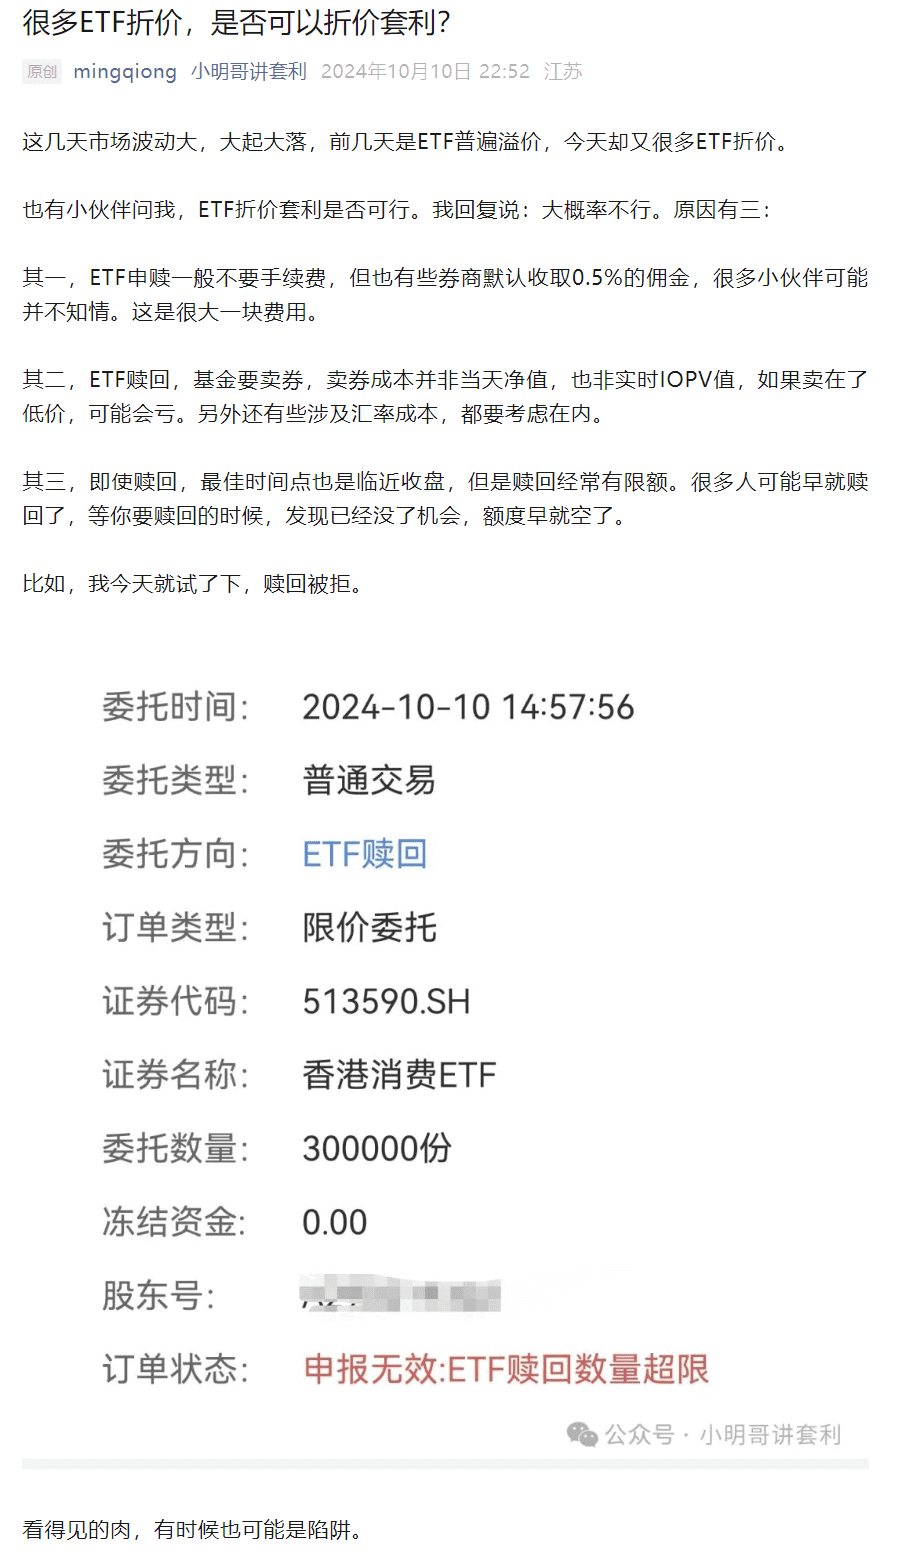 很多ETF折价，是否可以折价套利？
原创 mingqiong 小明哥讲套利 2024年10月10日 22:52 江苏
这几天市场波动大，大起大落，前几天是ETF普遍溢价，今天却又很多ETF折价。
也有小伙伴问我，ETF折价套利是否可行。我回复说：大概率不行。原因有三：
其一，ETF申赎一般不要手续费，但也有些券商默认收取0.5%的佣金，很多小伙伴可能
并不知情。这是很大一块费用。
其二，ETF赎回，基金要卖券，卖券成本并非当天净值，也非实时IOPV值，如果卖在了
低价，可能会亏。另外还有些涉及汇率成本，都要考虑在内。
其三，即使赎回，最佳时间点也是临近收盘，但是赎回经常有限额。很多人可能早就赎
回了，等你要赎回的时候，发现已经没了机会，额度早就空了。
比如，我今天就试了下，赎回被拒。
委托时间： 2024-10-10 14:57:56
委托类型： 普通交易
委托方向： ETF赎回
订单类型： 限价委托
证券代码： 513590.SH
证券名称： 香港消费ETF
委托数量： 300000份
冻结资金： 0.00
股东号：
订单状态： 申报无效:ETF赎回数量超限
公众号 · 小明哥讲套利
看得见的肉，有时候也可能是陷阱。